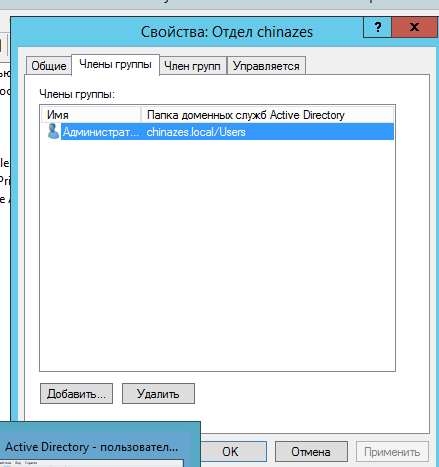 Свойства: Отдел chinazes
? x
Общие Члены группы Член групп Управляется
Члены группы:
Имя Папка доменных служб Active Directory
Администрат... chinazes.local/Users
Добавить... Удалить
Active Directory - пользовател...
OK Отмена Применить